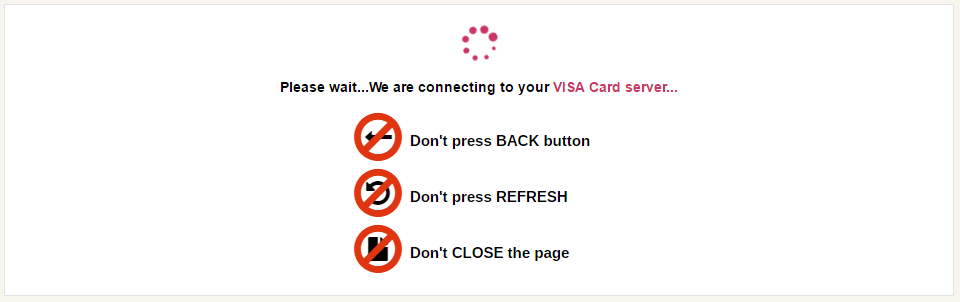 Please wait...We are connecting to your VISA Card server...
Don't press BACK button
Don't press REFRESH
Don't CLOSE the page